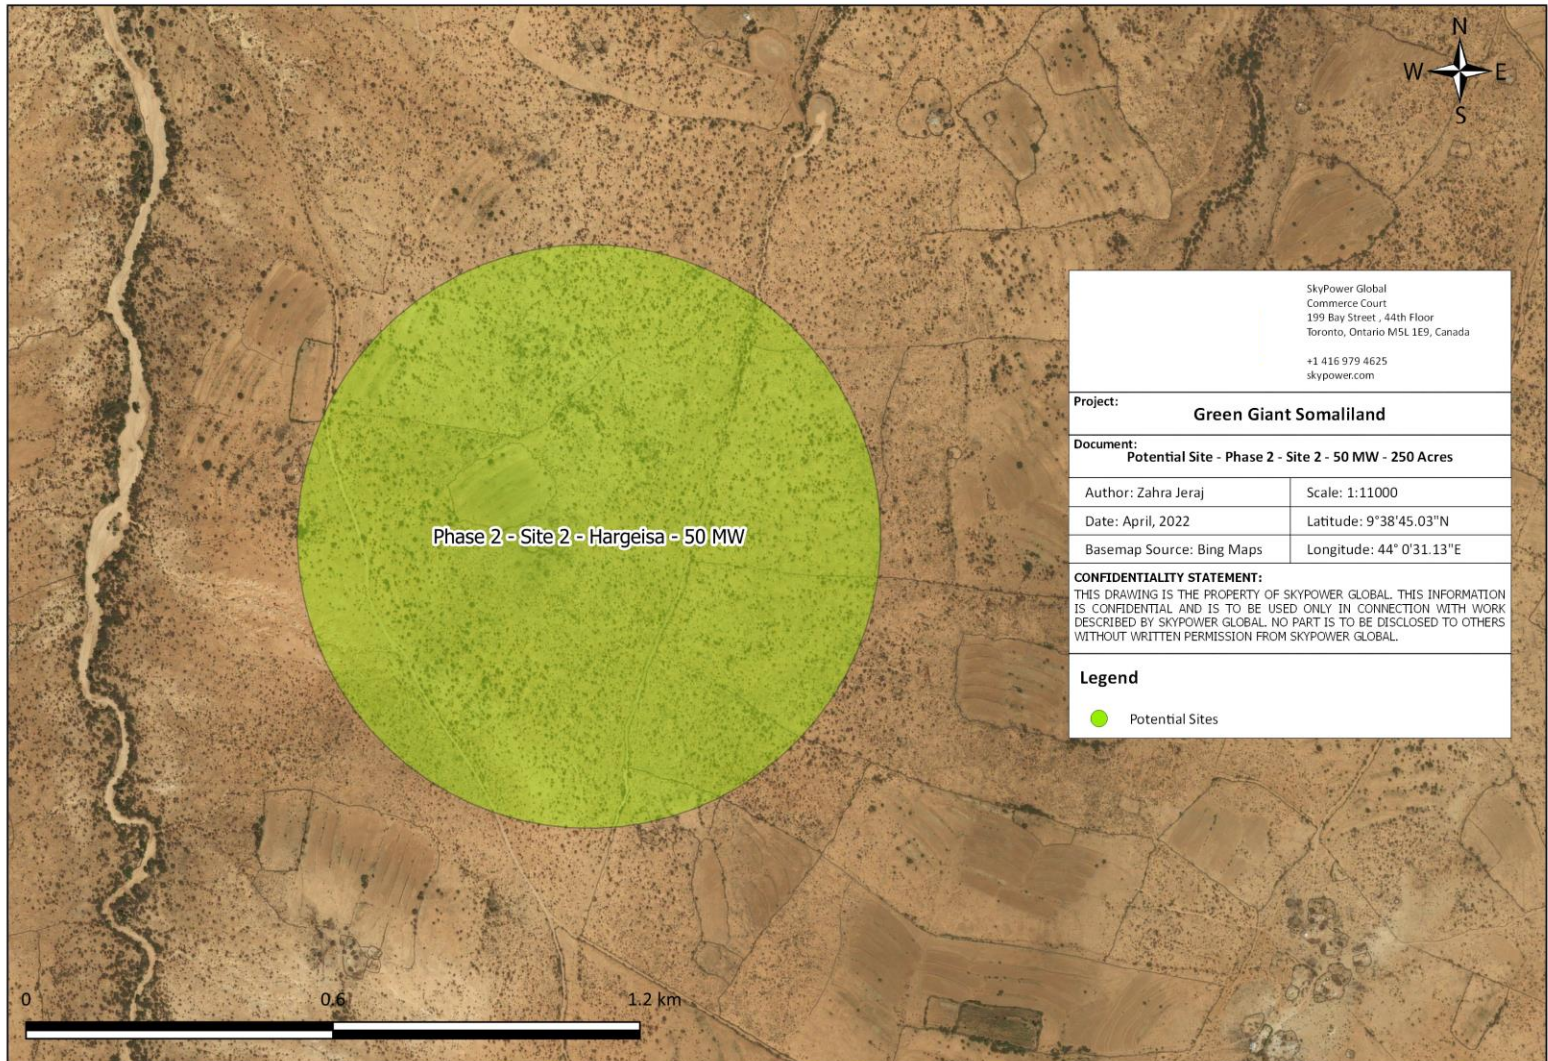 N
W E
S
SkyPower Global
Commerce Court
199 Bay Street , 44th Floor
Toronto, Ontario M5L 1E9, Canada
+1 416 979 4625
skypower.com
Project:
Green Giant Somaliland
Document:
Potential Site - Phase 2 - Site 2 - 50 MW - 250 Acres
Author: Zahra Jeraj
Scale: 1:11000
Date: April, 2022
Latitude: 9°38'45.03"N
Basemap Source: Bing Maps
Longitude: 44° 0'31.13"E
CONFIDENTIALITY STATEMENT:
THIS DRAWING IS THE PROPERTY OF SKYPOWER GLOBAL. THIS INFORMATION
IS CONFIDENTIAL AND IS TO BE USED ONLY IN CONNECTION WITH WORK
DESCRIBED BY SKYPOWER GLOBAL. NO PART IS TO BE DISCLOSED TO OTHERS
WITHOUT WRITTEN PERMISSION FROM SKYPOWER GLOBAL.
Legend
Potential Sites
Phase 2 - Site 2 - Hargeisa - 50 MW
0 0.6 1.2 km